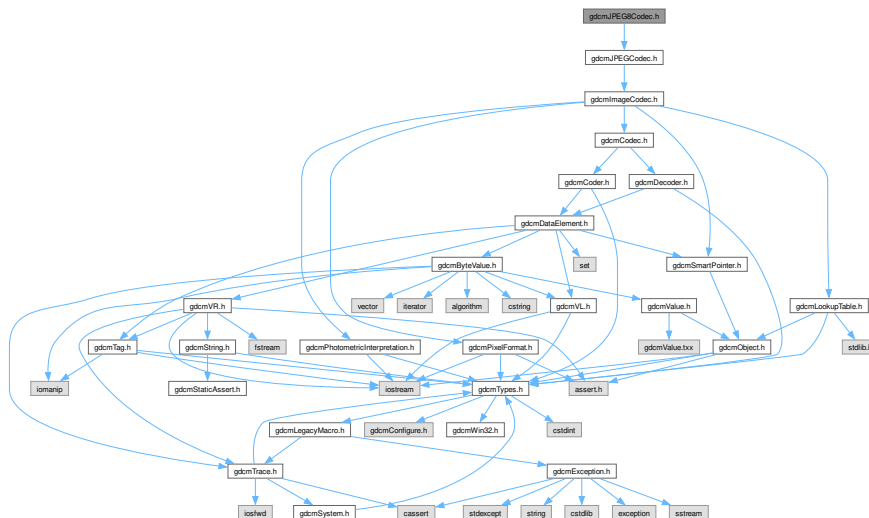 gdcmJPEG8Codec.h
gdcmJPEGCodec.h
gdcmImageCodec.h
gdcmCodec.h
gdcmCoder.h
gdcmDecoder.h
gdcmDataElement.h
gdcmByteValue.h
set
gdcmSmartPointer.h
gdcmVR.h
vector
iterator
algorithm
cstring
gdcmVL.h
gdcmValue.h
gdcmLookupTable.h
gdcmTag.h
gdcmString.h
fstream
gdcmPhotometricInterpretation.h
gdcmPixelFormat.h
gdcmValue.txx
gdcmObject.h
stdlib.h
iomanip
gdcmStaticAssert.h
iostream
gdcmTypes.h
assert.h
gdcmLegacyMacro.h
gdcmConfigure.h
gdcmWin32.h
cstdint
gdcmTrace.h
gdcmException.h
iosfwd
gdcmSystem.h
cassert
stdexcept
string
cstdlib
exception
sstream